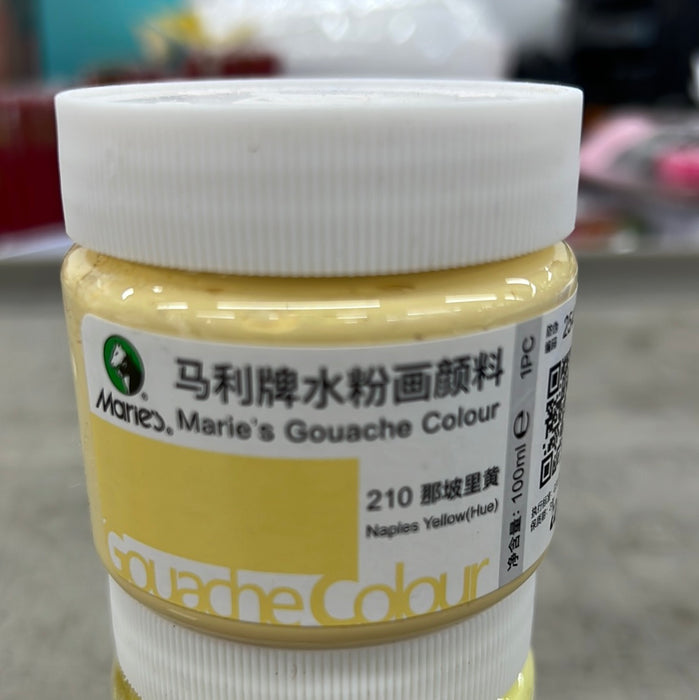 马利牌水粉画颜料
Marie's®
Marie's Gouache Colour
210 那坡里黄
Naples Yellow(Hue)
Gouache Colour
净含量：100ml ℮ 1PC